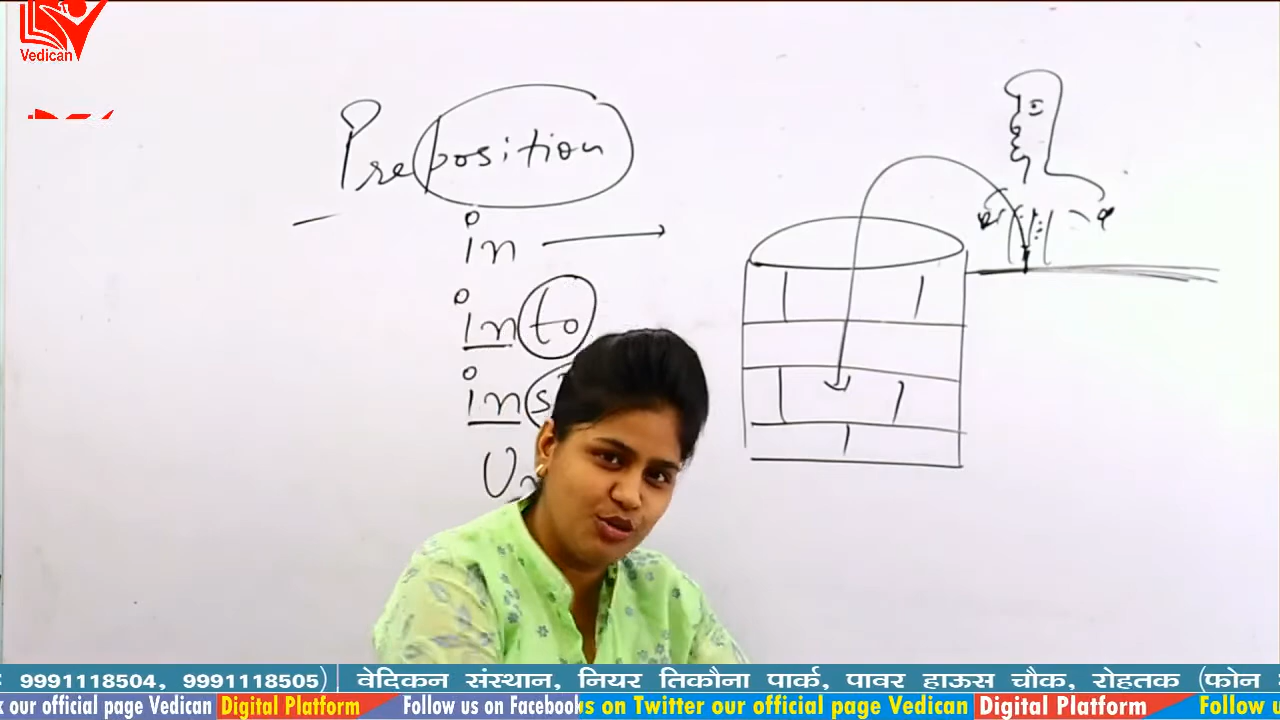 Vedican
Preposition
in
into
ins
9991118504, 9991118505) | वेदिकन संस्थान, नियर तिकौना पार्क, पावर हाऊस चौक, रोहतक (फोन
our official page Vedican Digital Platform Follow us on Facebook us on Twitter our official page Vedican Digital Platform Follow u